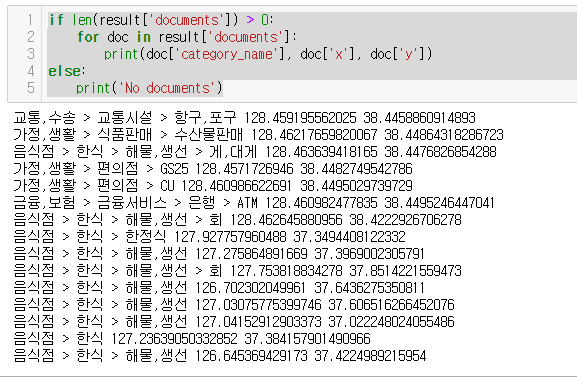 1 if len(result['documents']) > 0:
2 for doc in result['documents']:
3 print(doc['category_name'], doc['x'], doc['y'])
4 else:
5 print('No documents')
교통,수송 > 교통시설 > 항구,포구 128.459195562025 38.4458860914893
가정,생활 > 식품판매 > 수산물판매 128.46217659820067 38.44864318286723
음식점 > 한식 > 해물,생선 > 게,대게 128.463639418165 38.4476826854288
가정,생활 > 편의점 > GS25 128.4571726946 38.4482749542786
가정,생활 > 편의점 > CU 128.460986622691 38.4495029739729
금융,보험 > 금융서비스 > 은행 > ATM 128.460982477835 38.4495246447041
음식점 > 한식 > 해물,생선 > 회 128.462645880956 38.4222926706278
음식점 > 한식 > 한정식 127.927757960488 37.3494408122332
음식점 > 한식 > 해물,생선 127.275864891669 37.3969002305791
음식점 > 한식 > 해물,생선 > 회 127.753818834278 37.8514221559473
음식점 > 한식 > 해물,생선 126.702302049961 37.6436275350811
음식점 > 한식 > 해물,생선 127.03075775399746 37.606516266452076
음식점 > 한식 > 해물,생선 127.04152912903373 37.022248024055486
음식점 > 한식 127.23639050332852 37.384157901490966
음식점 > 한식 > 해물,생선 126.645369429173 37.4224989215954